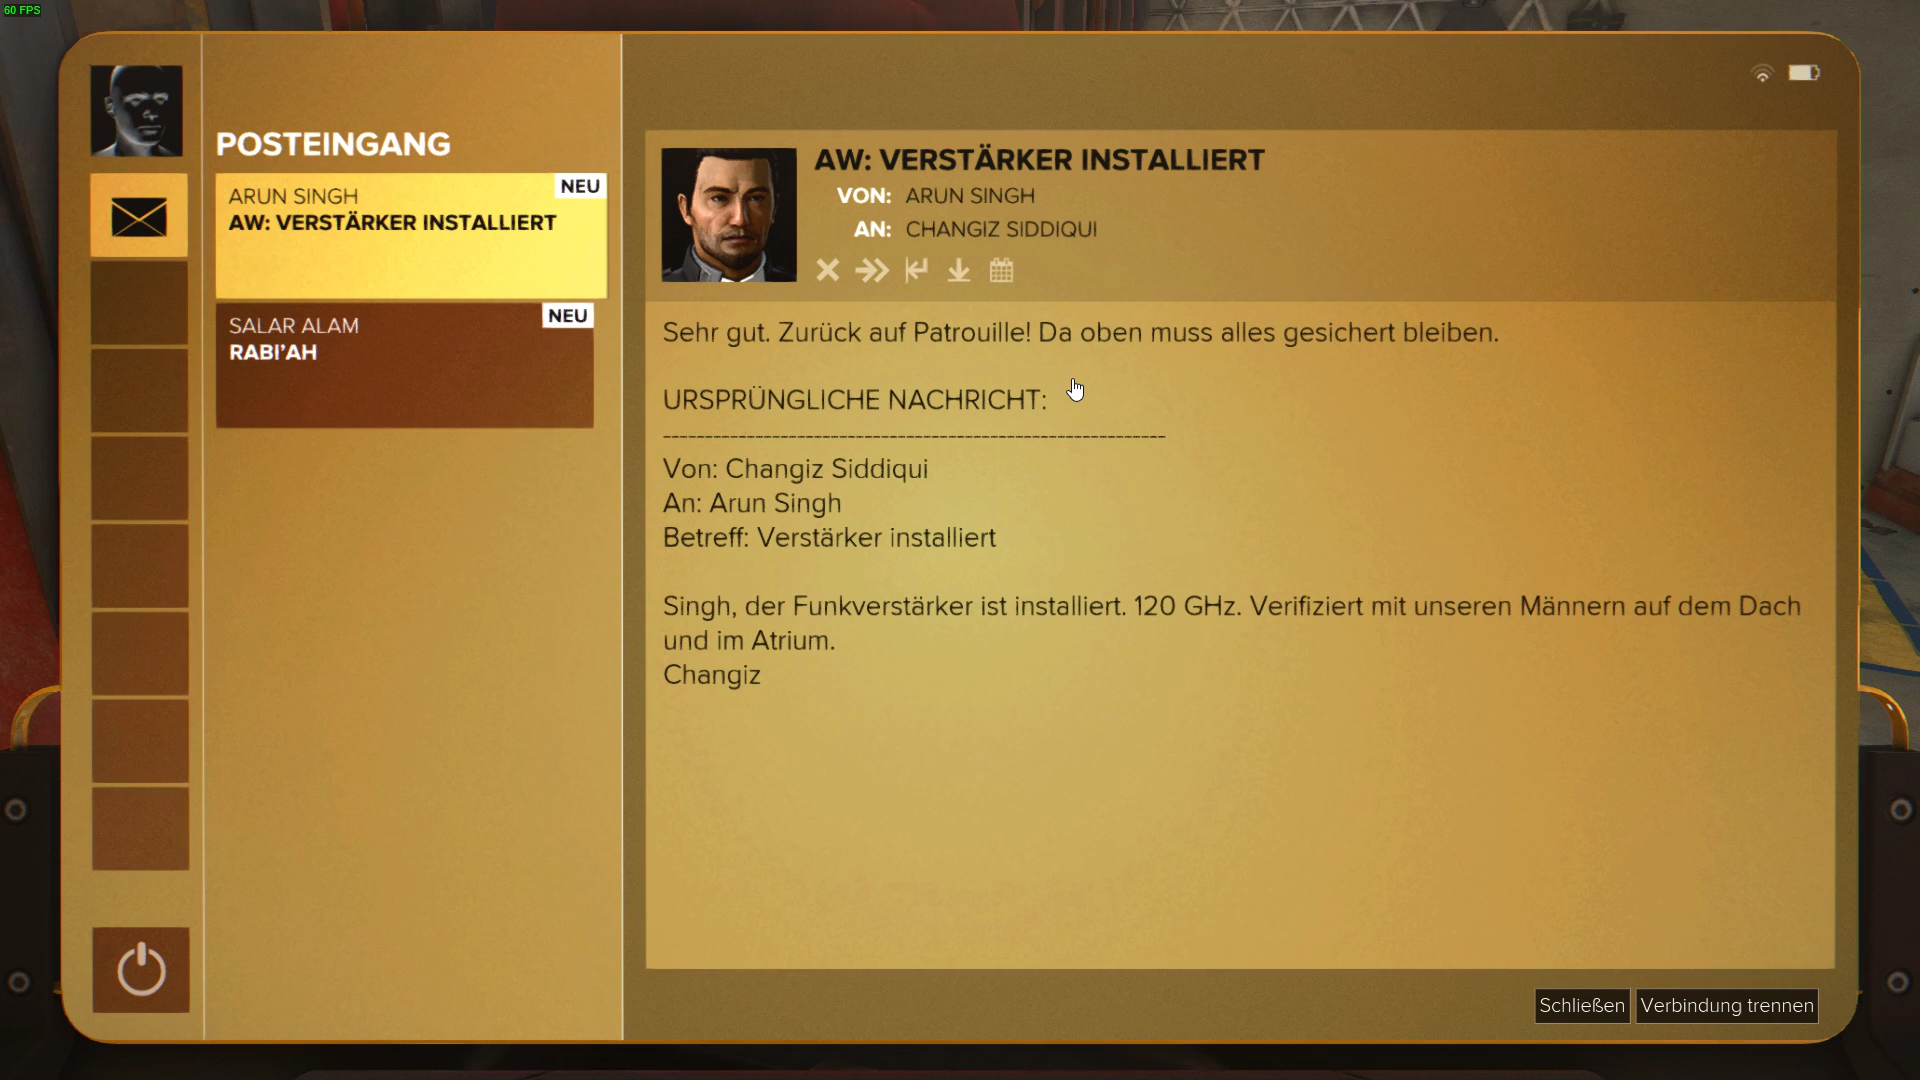 60 FPS
POSTEINGANG
NEU
ARUN SINGH
AW: VERSTÄRKER INSTALLIERT
NEU
SALAR ALAM
RABI'AH
AW: VERSTÄRKER INSTALLIERT
VON: ARUN SINGH
AN: CHANGIZ SIDDIQUI
Sehr gut. Zurück auf Patrouille! Da oben muss alles gesichert bleiben.
URSPRÜNGLICHE NACHRICHT:
------------------------------------------------------------
Von: Changiz Siddiqui
An: Arun Singh
Betreff: Verstärker installiert
Singh, der Funkverstärker ist installiert. 120 GHz. Verifiziert mit unseren Männern auf dem Dach
und im Atrium.
Changiz
Schließen
Verbindung trennen